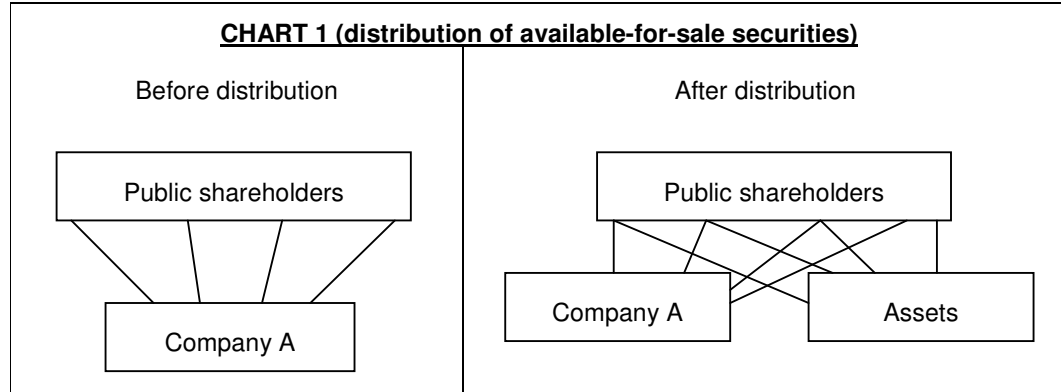 CHART 1 (distribution of available-for-sale securities)
Before distribution
Public shareholders
Company A
After distribution
Public shareholders
Company A
Assets